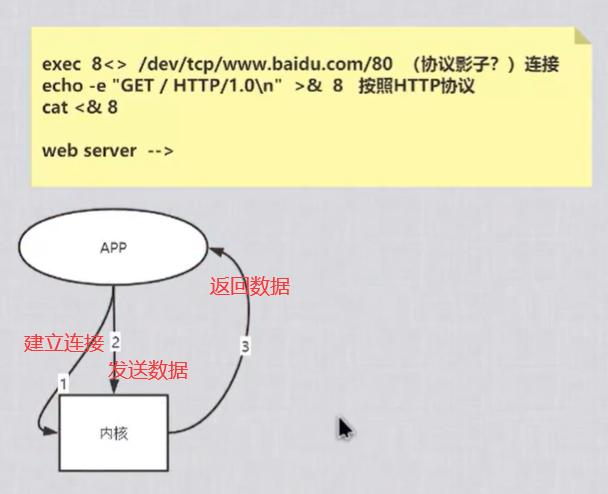 exec 8<> /dev/tcp/www.baidu.com/80 （协议影子？）连接
echo -e "GET / HTTP/1.0\n" >& 8 按照HTTP协议
cat <& 8
web server -->
APP
返回数据
建立连接
2
3
发送数据
1
内核